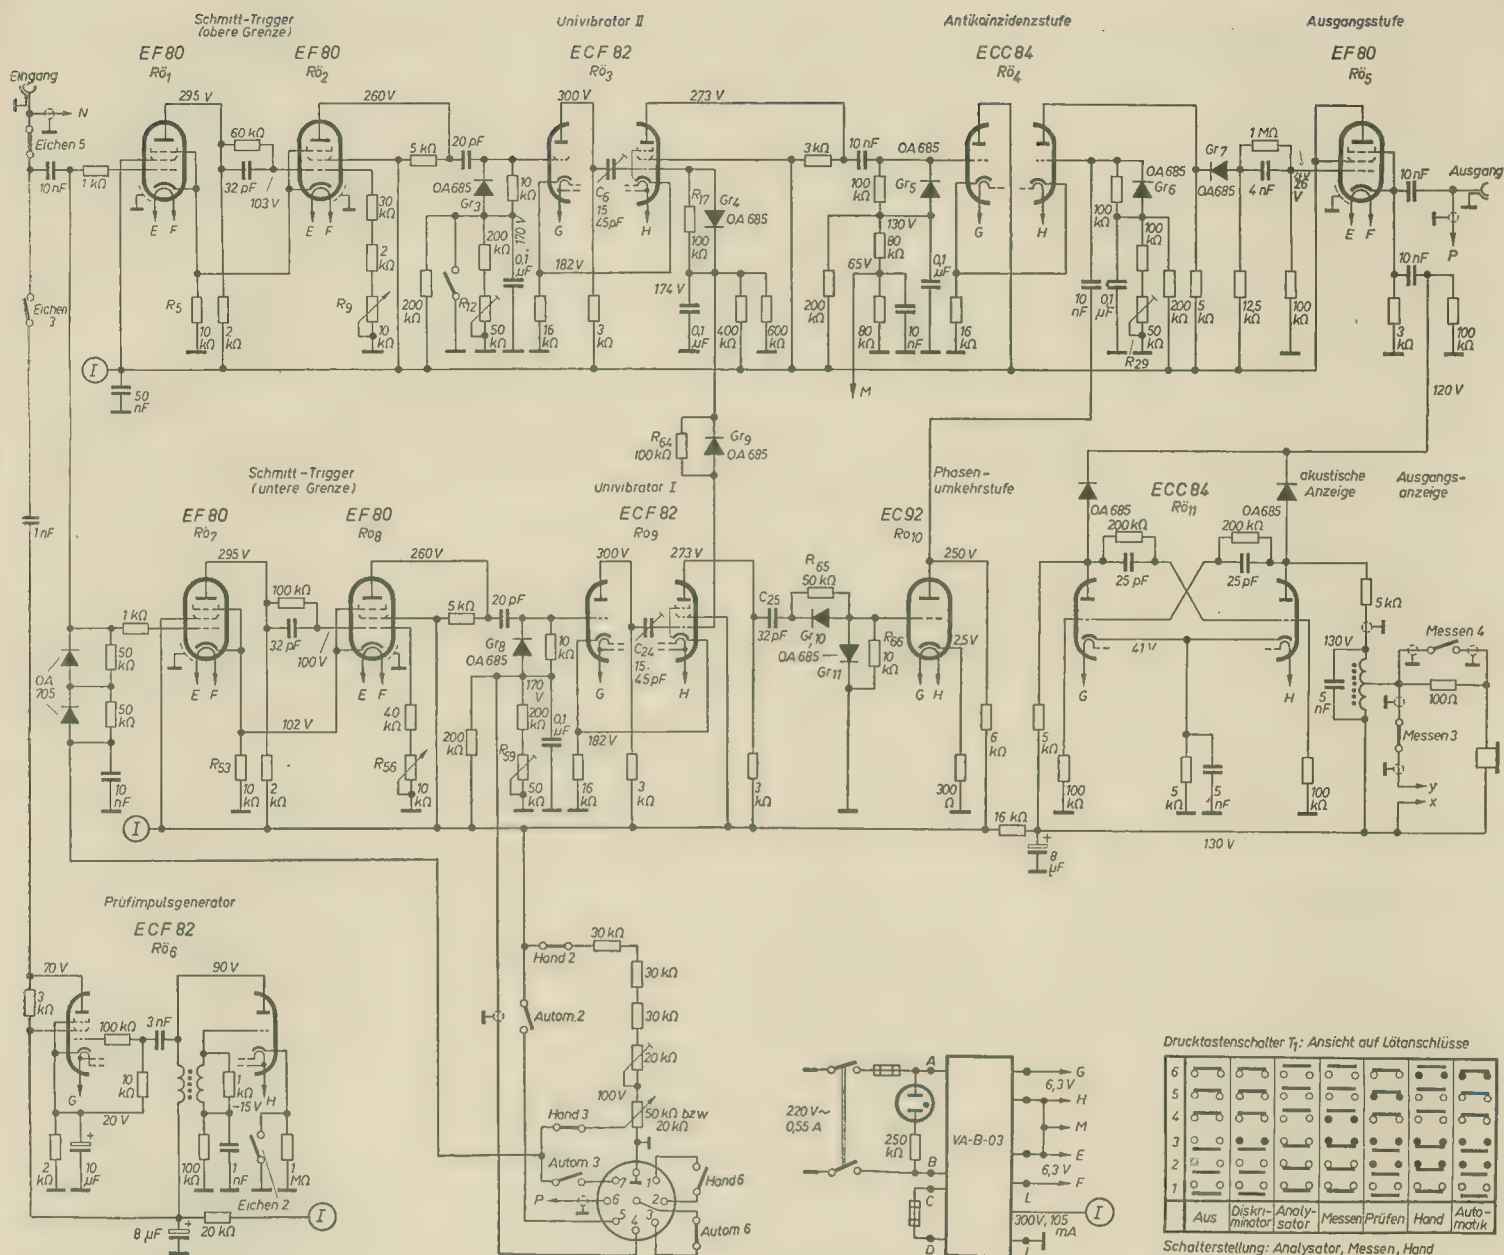 Schmitt-Trigger
(obere Grenze)
Univibrator II
Antikoinzidenzstufe
Ausgangsstufe
EF 80
Rö1
EF 80
Rö2
ECF 82
Rö3
ECC 84
Rö4
EF 80
Rö5
Eingang
N
Eichen 5
10 nF
1 kΩ
295 V
60 kΩ
32 pF
103 V
260 V
5 kΩ
20 pF
OA 685
Gr3
10 kΩ
300 V
273 V
C6
15
45 pF
R17
100 kΩ
Gr4
OA 685
3 kΩ
10 nF
OA 685
100 kΩ
Gr5
OA 685
Gr6
Gr7
OA 685
1 MΩ
4 nF
26 V
10 nF
Ausgang
P
10 nF
E F
E F
G
H
G
H
E F
30 kΩ
2 kΩ
R9
10 kΩ
R5
10 kΩ
2 kΩ
200 kΩ
R12
200 kΩ
50 kΩ
170 V
0,1 µF
182 V
16 kΩ
3 kΩ
174 V
0,1 µF
400 kΩ
600 kΩ
200 kΩ
130 V
80 kΩ
65 V
80 kΩ
10 nF
0,1 µF
16 kΩ
100 kΩ
10 nF
0,1 µF
100 kΩ
50 kΩ
R29
200 kΩ
5 kΩ
12,5 kΩ
100 kΩ
3 kΩ
100 kΩ
Eichen 3
I
50 nF
M
120 V
R64
100 kΩ
Gr9
OA 685
Schmitt-Trigger
(untere Grenze)
Univibrator I
Phasen-
umkehrstufe
akustische
Anzeige
Ausgangs-
anzeige
EF 80
Rö7
EF 80
Rö8
ECF 82
Rö9
EC 92
Rö10
ECC 84
Rö11
1 nF
295 V
100 kΩ
32 pF
100 V
260 V
5 kΩ
20 pF
Gr8
OA 685
10 kΩ
300 V
273 V
C24
15.
45 pF
C25
32 pF
R65
50 kΩ
Gr10
OA 685
Gr11
R66
10 kΩ
250 V
2,5 V
OA 685
200 kΩ
25 pF
OA 685
200 kΩ
25 pF
5 kΩ
1 kΩ
50 kΩ
OA 705
50 kΩ
10 nF
E F
E F
G
H
G H
G
H
41 V
130 V
5 nF
Messen 4
100 Ω
Messen 3
y
x
102 V
R53
10 kΩ
2 kΩ
40 kΩ
R56
10 kΩ
200 kΩ
170 V
200 kΩ
R59
50 kΩ
0,1 µF
182 V
16 kΩ
3 kΩ
3 kΩ
300 Ω
6 kΩ
5 kΩ
100 kΩ
5 kΩ
5 nF
100 kΩ
I
16 kΩ
8 µF
130 V
Prüfimpulsgenerator
ECF 82
Rö6
70 V
3 kΩ
90 V
100 kΩ
3 nF
G
10 kΩ
20 V
2 kΩ
10 µF
1 kΩ
~15 V
H
100 kΩ
1 nF
1 MΩ
Eichen 2
8 µF
20 kΩ
I
Hand 2
30 kΩ
30 kΩ
30 kΩ
Autom. 2
20 kΩ
100 V
50 kΩ bzw
20 kΩ
Hand 3
Autom. 3
P
7
1
6
2
5
4
3
Hand 6
Autom 6
220 V~
0,55 A
250 kΩ
A
B
C
D
VA-B-03
G
6,3 V
H
M
E
6,3 V
F
L
300 V, 105 mA
I
Drucktastenschalter T1: Ansicht auf Lötanschlüsse
6
5
4
3
2
1
Aus
Diskri-
minator
Analy-
sator
Messen
Prüfen
Hand
Auto-
matik
Schalterstellung: Analysator, Messen, Hand